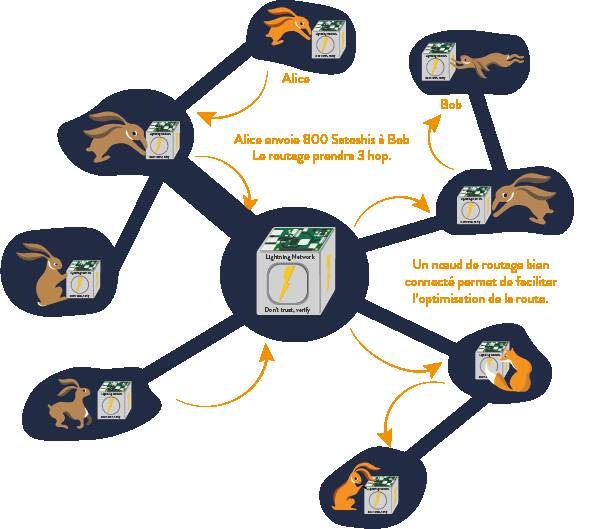 Alice
Bob
Alice envoie 800 Satoshis à Bob
Le routage prendra 3 hop.
Lightning Network
Don't trust, verify
Un nœud de routage bien
connecté permet de faciliter
l'optimisation de la route.